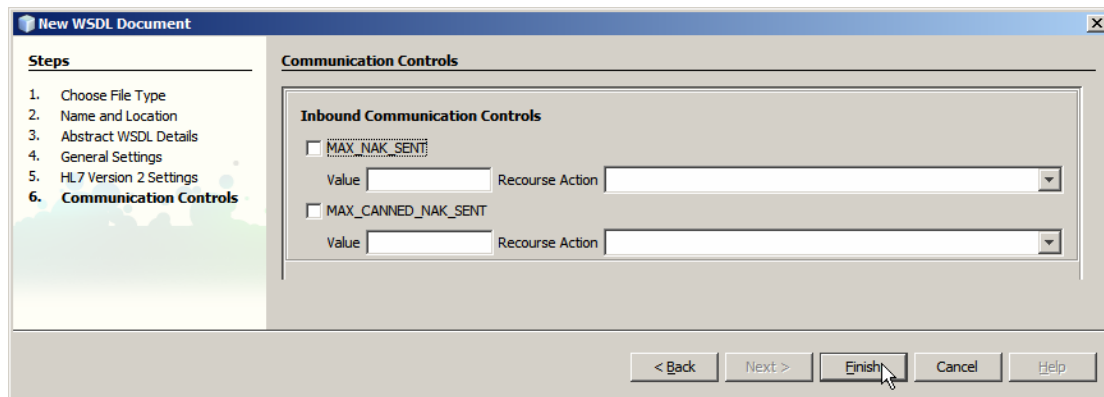 New WSDL Document
Steps
1. Choose File Type
2. Name and Location
3. Abstract WSDL Details
4. General Settings
5. HL7 Version 2 Settings
6. Communication Controls
Communication Controls
Inbound Communication Controls
MAX_NAK_SENT
Value Recourse Action
MAX_CANNED_NAK_SENT
Value Recourse Action
< Back Next > Finish Cancel Help